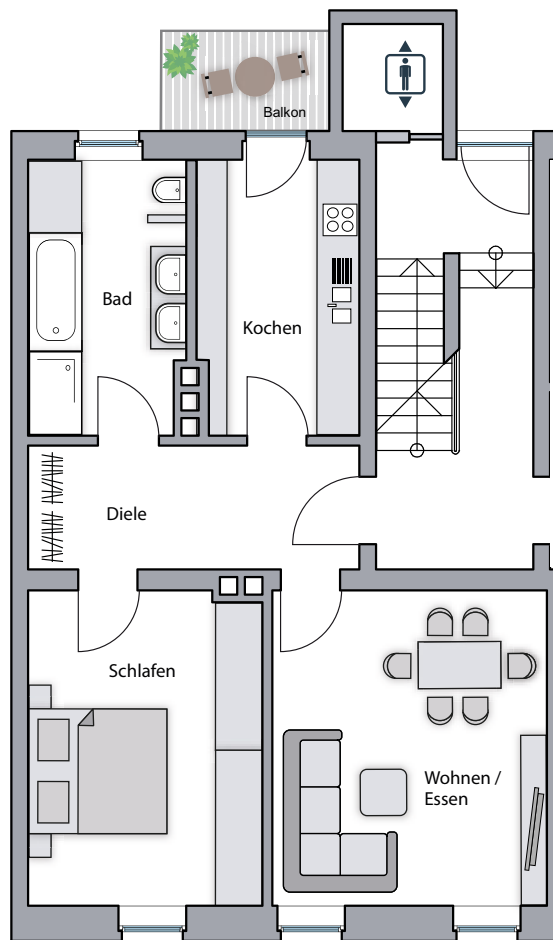 Balkon
Bad
Kochen
Diele
Schlafen
Wohnen /
Essen